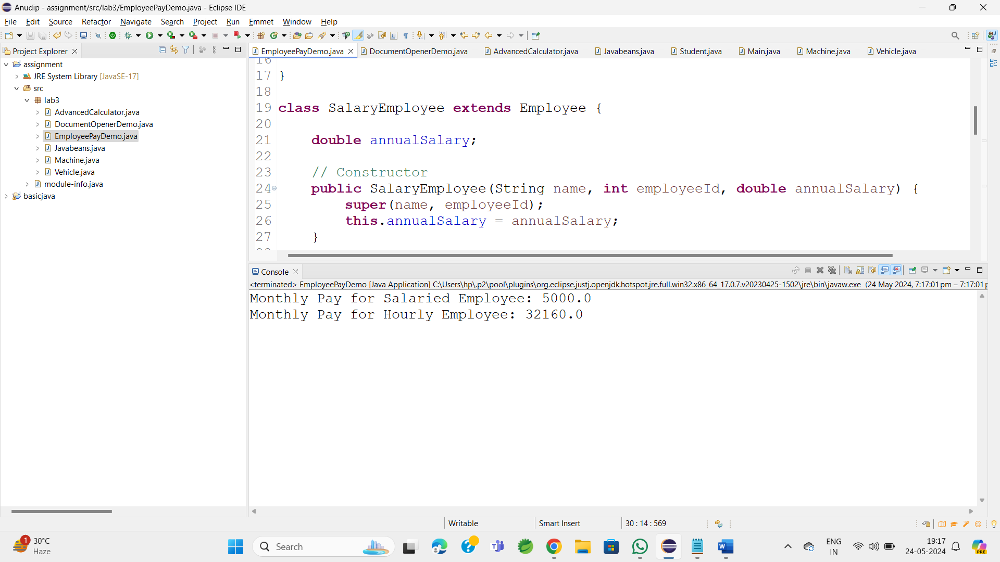 Anudip - assignment/src/lab3/EmployeePayDemo.java - Eclipse IDE
File Edit Source Refactor Navigate Search Project Run Emmet Window Help
Project Explorer
assignment
JRE System Library [JavaSE-17]
src
lab3
AdvancedCalculator.java
DocumentOpenerDemo.java
EmployeePayDemo.java
Javabeans.java
Machine.java
Vehicle.java
module-info.java
basicjava
EmployeePayDemo.java DocumentOpenerDemo.java AdvancedCalculator.java Javabeans.java Student.java Main.java Machine.java Vehicle.java
16
17 }
18
19 class SalaryEmployee extends Employee {
20
21 double annualSalary;
22
23 // Constructor
24 public SalaryEmployee(String name, int employeeId, double annualSalary) {
25 super(name, employeeId);
26 this.annualSalary = annualSalary;
27 }
Console
<terminated> EmployeePayDemo [Java Application] C:\Users\hp\.p2\pool\plugins\org.eclipse.justj.openjdk.hotspot.jre.full.win32.x86_64_17.0.7.v20230425-1502\jre\bin\javaw.exe (24 May 2024, 7:17:01 pm – 7:17:01 p
Monthly Pay for Salaried Employee: 5000.0
Monthly Pay for Hourly Employee: 32160.0
Writable Smart Insert 30 : 14 : 569
1
30°C
Haze
Search
ENG
IN
19:17
24-05-2024
PRE